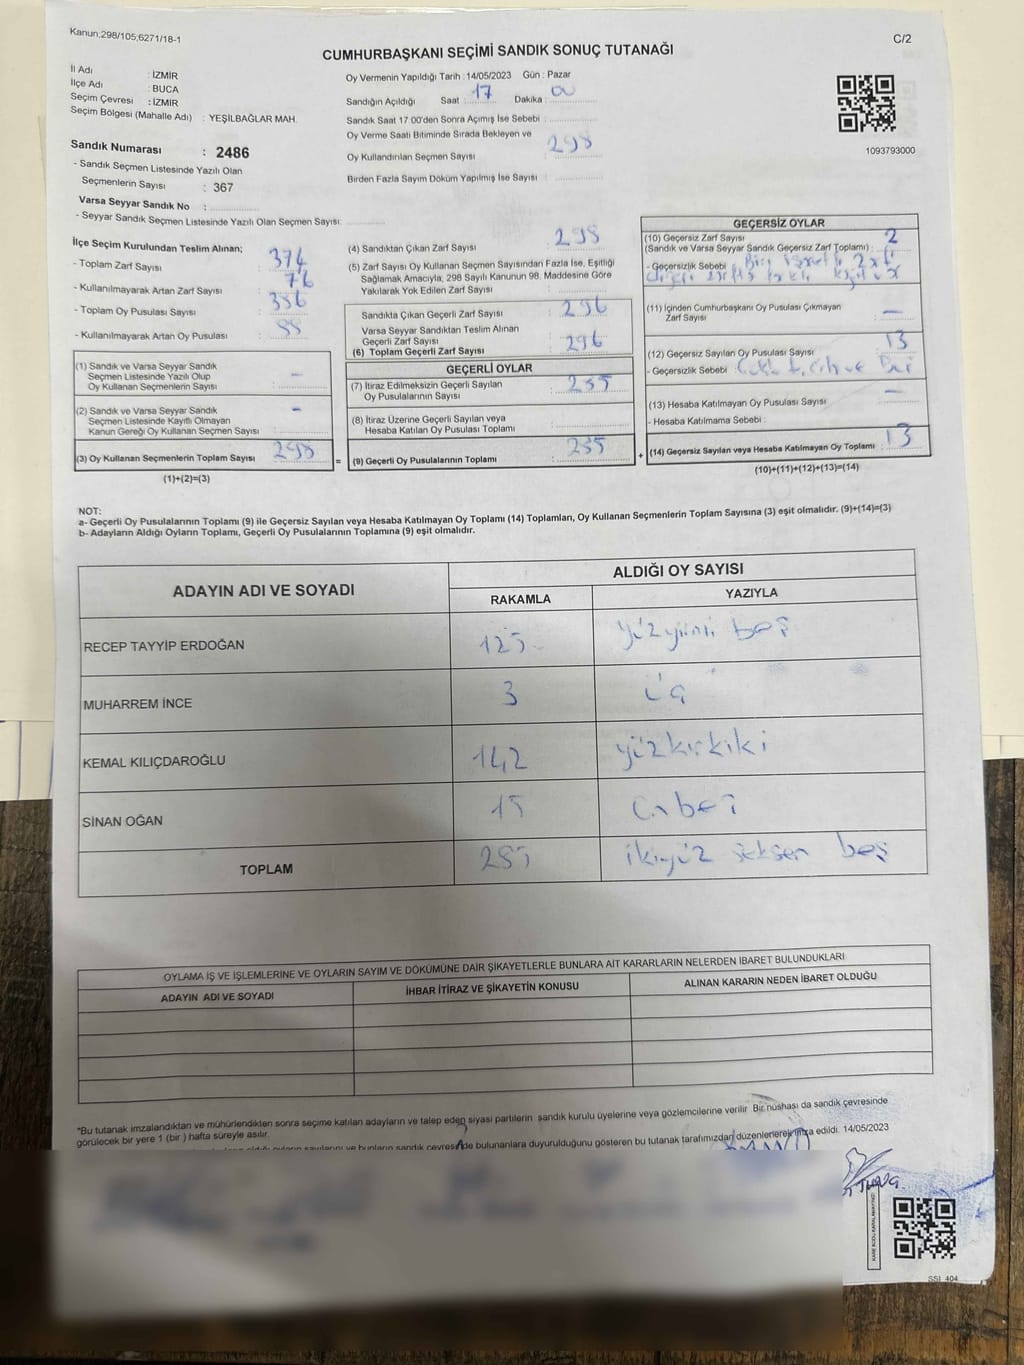 Kanun;298/105;6271/18-1
C/2
CUMHURBAŞKANI SEÇİMİ SANDIK SONUÇ TUTANAĞI
İl Adı : İZMİR
İlçe Adı : BUCA
Seçim Çevresi : İZMİR
Seçim Bölgesi (Mahalle Adı) : YEŞİLBAĞLAR MAH.
Sandık Numarası : 2486
- Sandık Seçmen Listesinde Yazılı Olan
Seçmenlerin Sayısı : 367
Varsa Seyyar Sandık No :
- Seyyar Sandık Seçmen Listesinde Yazılı Olan Seçmen Sayısı:
Oy Vermenin Yapıldığı Tarih : 14/05/2023 Gün : Pazar
Sandığın Açıldığı Saat : 17 Dakika : 00
Sandık Saat 17.00'den Sonra Açımış İse Sebebi :
Oy Verme Saati Bitiminde Sırada Bekleyen ve
Oy Kullandırılan Seçmen Sayısı : 298
Birden Fazla Sayım Döküm Yapılmış İse Sayısı :
1093793000
İlçe Seçim Kurulundan Teslim Alınan;
- Toplam Zarf Sayısı : 374
- Kullanılmayarak Artan Zarf Sayısı : 76
- Toplam Oy Pusulası Sayısı : 386
- Kullanılmayarak Artan Oy Pusulası : 88
(1) Sandık ve Varsa Seyyar Sandık
Seçmen Listesinde Yazılı Olup
Oy Kullanan Seçmenlerin Sayısı : -
(2) Sandık ve Varsa Seyyar Sandık
Seçmen Listesinde Kayıtlı Olmayan
Kanun Gereği Oy Kullanan Seçmen Sayısı : -
(3) Oy Kullanan Seçmenlerin Toplam Sayısı : 298
(1)+(2)=(3)
(4) Sandıktan Çıkan Zarf Sayısı : 298
(5) Zarf Sayısı Oy Kullanan Seçmen Sayısından Fazla İse, Eşitliği
Sağlamak Amacıyla, 298 Sayılı Kanunun 98. Maddesine Göre
Yakılarak Yok Edilen Zarf Sayısı :
Sandıkta Çıkan Geçerli Zarf Sayısı : 296
Varsa Seyyar Sandıktan Teslim Alınan
Geçerli Zarf Sayısı :
(6) Toplam Geçerli Zarf Sayısı : 296
GEÇERLİ OYLAR
(7) İtiraz Edilmeksizin Geçerli Sayılan
Oy Pusulalarının Sayısı : 285
(8) İtiraz Üzerine Geçerli Sayılan veya
Hesaba Katılan Oy Pusulası Toplamı :
= (9) Geçerli Oy Pusulalarının Toplamı : 285
GEÇERSİZ OYLAR
(10) Geçersiz Zarf Sayısı
(Sandık ve Varsa Seyyar Sandık Geçersiz Zarf Toplamı) : 2
- Geçersizlik Sebebi :
(11) İçinden Cumhurbaşkanı Oy Pusulası Çıkmayan
Zarf Sayısı : -
(12) Geçersiz Sayılan Oy Pusulası Sayısı : 13
- Geçersizlik Sebebi :
(13) Hesaba Katılmayan Oy Pusulası Sayısı : -
- Hesaba Katılmama Sebebi :
+ (14) Geçersiz Sayılan veya Hesaba Katılmayan Oy Toplamı : 13
(10)+(11)+(12)+(13)=(14)
NOT:
a- Geçerli Oy Pusulalarının Toplamı (9) ile Geçersiz Sayılan veya Hesaba Katılmayan Oy Toplamı (14) Toplamları, Oy Kullanan Seçmenlerin Toplam Sayısına (3) eşit olmalıdır. (9)+(14)=(3)
b- Adayların Aldığı Oyların Toplamı, Geçerli Oy Pusulalarının Toplamına (9) eşit olmalıdır.
ADAYIN ADI VE SOYADI
ALDIĞI OY SAYISI
RAKAMLA YAZIYLA
RECEP TAYYİP ERDOĞAN 125 yüzyirmi beş
MUHARREM İNCE 3 üç
KEMAL KILIÇDAROĞLU 142 yüzkırkiki
SİNAN OĞAN 15 onbeş
TOPLAM 285 ikiyüz seksen beş
OYLAMA İŞ VE İŞLEMLERİNE VE OYLARIN SAYIM VE DÖKÜMÜNE DAİR ŞİKAYETLERLE BUNLARA AİT KARARLARIN NELERDEN İBARET BULUNDUKLARI
ADAYIN ADI VE SOYADI İHBAR İTİRAZ VE ŞİKAYETİN KONUSU ALINAN KARARIN NEDEN İBARET OLDUĞU
*Bu tutanak imzalandıktan ve mühürlendikten sonra seçime katılan adayların ve talep eden siyasi partilerin sandık kurulu üyelerine veya gözlemcilerine verilir. Bir nüshası da sandık çevresinde
görülecek bir yere 1 (bir) hafta süreyle asılır.
bulunanlara duyurulduğunu gösteren bu tutanak tarafımızdan düzenlenerek imza edildi. 14/05/2023
KARE KODU KARALAMAYINIZ!
SSİ 404